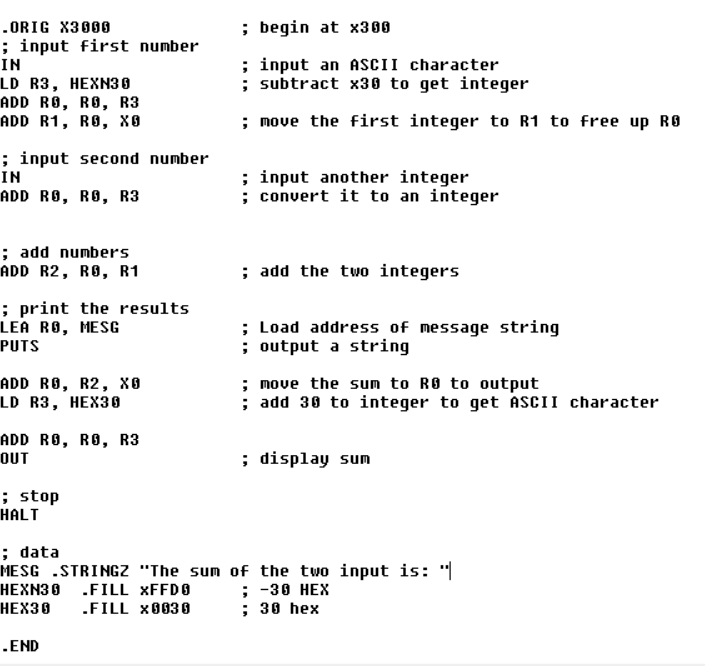 .ORIG X3000 ; begin at x300
; input first number
IN ; input an ASCII character
LD R3, HEXN30 ; subtract x30 to get integer
ADD R0, R0, R3
ADD R1, R0, X0 ; move the first integer to R1 to free up R0
; input second number
IN ; input another integer
ADD R0, R0, R3 ; convert it to an integer
; add numbers
ADD R2, R0, R1 ; add the two integers
; print the results
LEA R0, MESG ; Load address of message string
PUTS ; output a string
ADD R0, R2, X0 ; move the sum to R0 to output
LD R3, HEX30 ; add 30 to integer to get ASCII character
ADD R0, R0, R3
OUT ; display sum
; stop
HALT
; data
MESG .STRINGZ "The sum of the two input is: "
HEXN30 .FILL xFFD0 ; -30 HEX
HEX30 .FILL x0030 ; 30 hex
.END